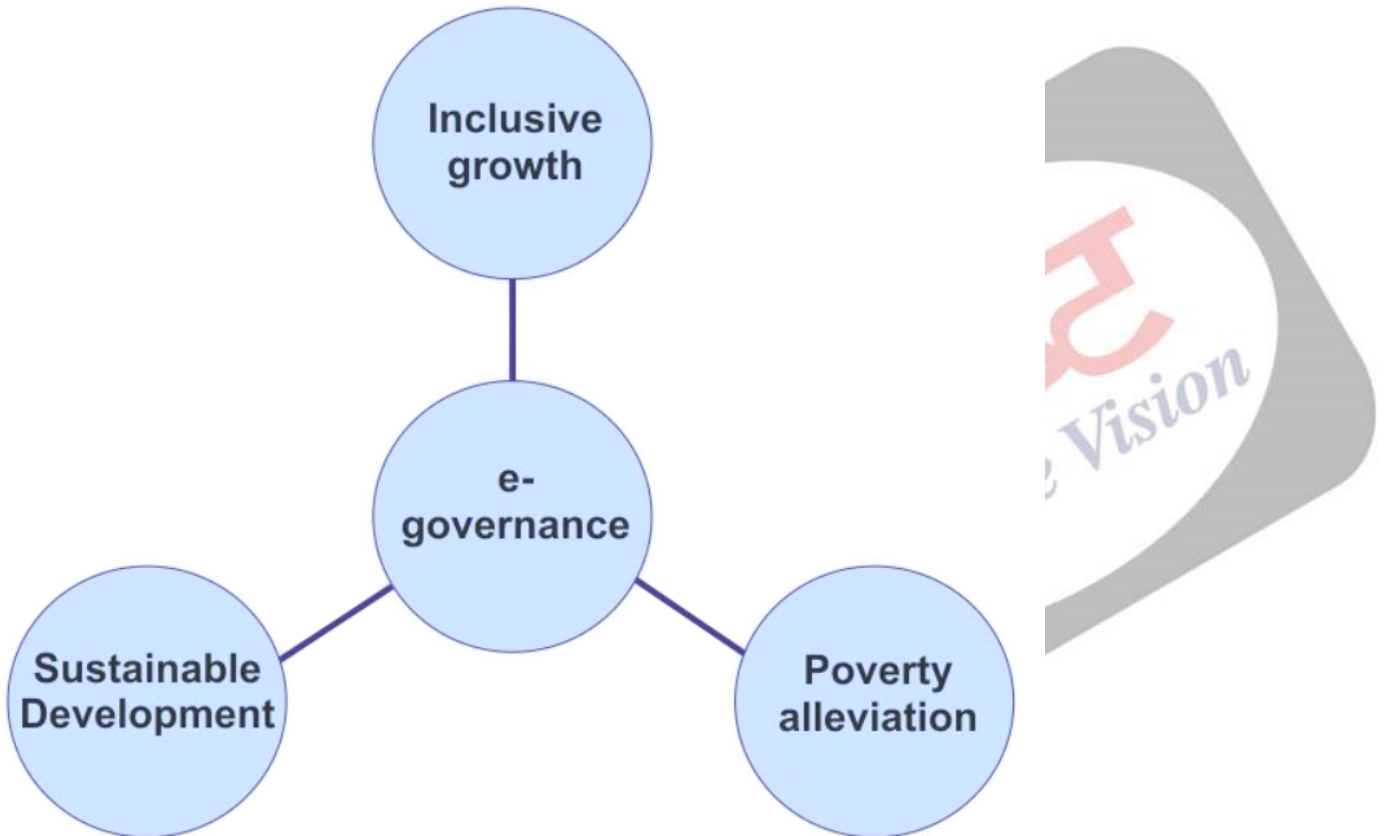 Inclusive
growth
e-
governance
Sustainable
Development
Poverty
alleviation
Vision